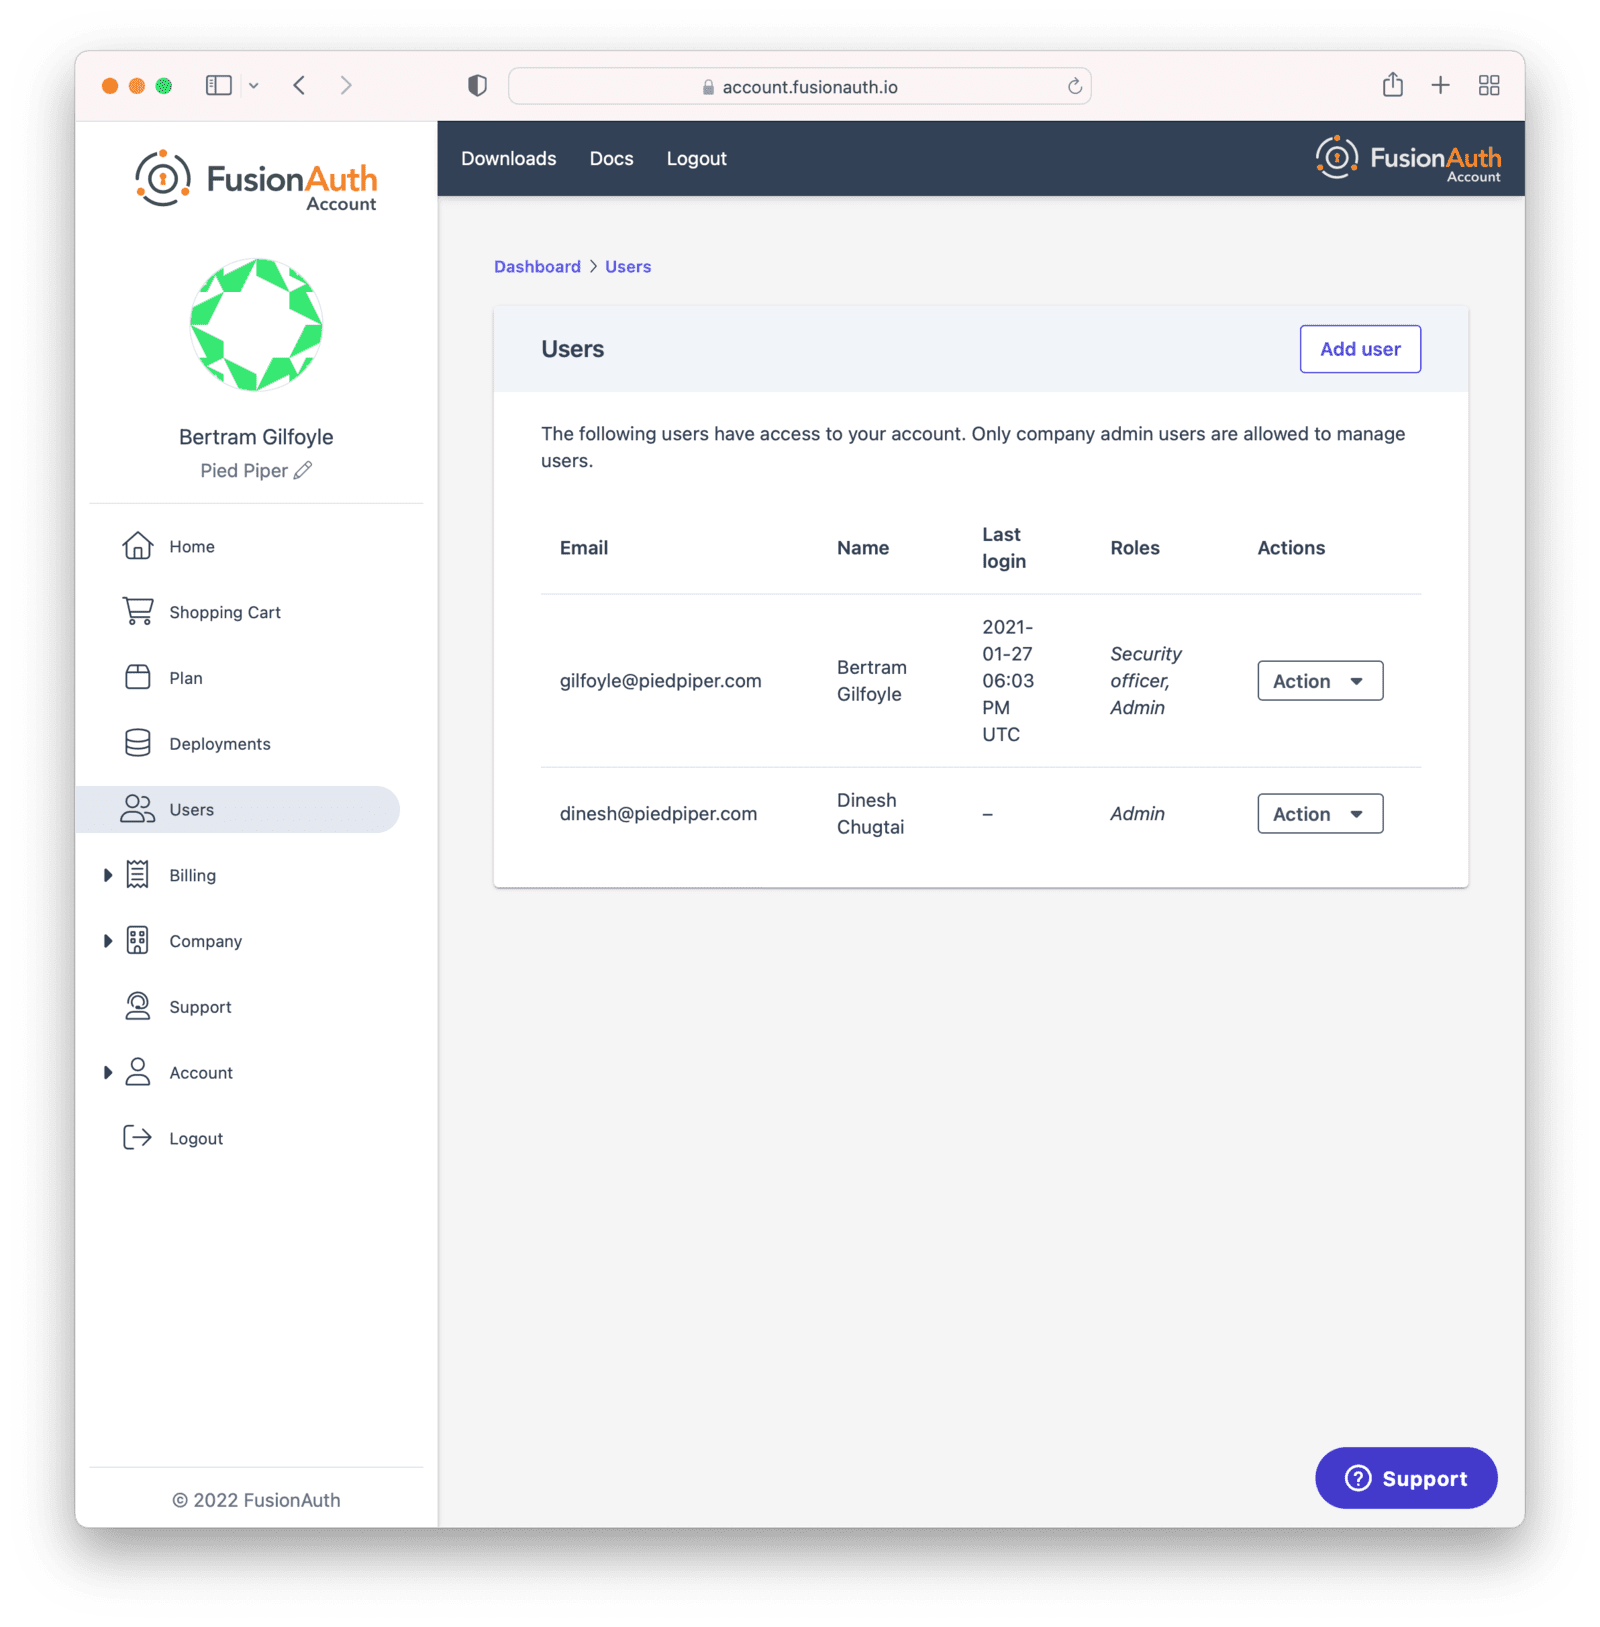 account.fusionauth.io
FusionAuth
Account
Bertram Gilfoyle
Pied Piper
Home
Shopping Cart
Plan
Deployments
Users
Billing
Company
Support
Account
Logout
© 2022 FusionAuth
Downloads Docs Logout
FusionAuth
Account
Dashboard > Users
Users
Add user
The following users have access to your account. Only company admin users are allowed to manage
users.
Email Name Last login Roles Actions
gilfoyle@piedpiper.com
Bertram
Gilfoyle
2021-
01-27
06:03
PM
UTC
Security
officer,
Admin
Action
dinesh@piedpiper.com
Dinesh
Chugtai
–
Admin
Action
Support